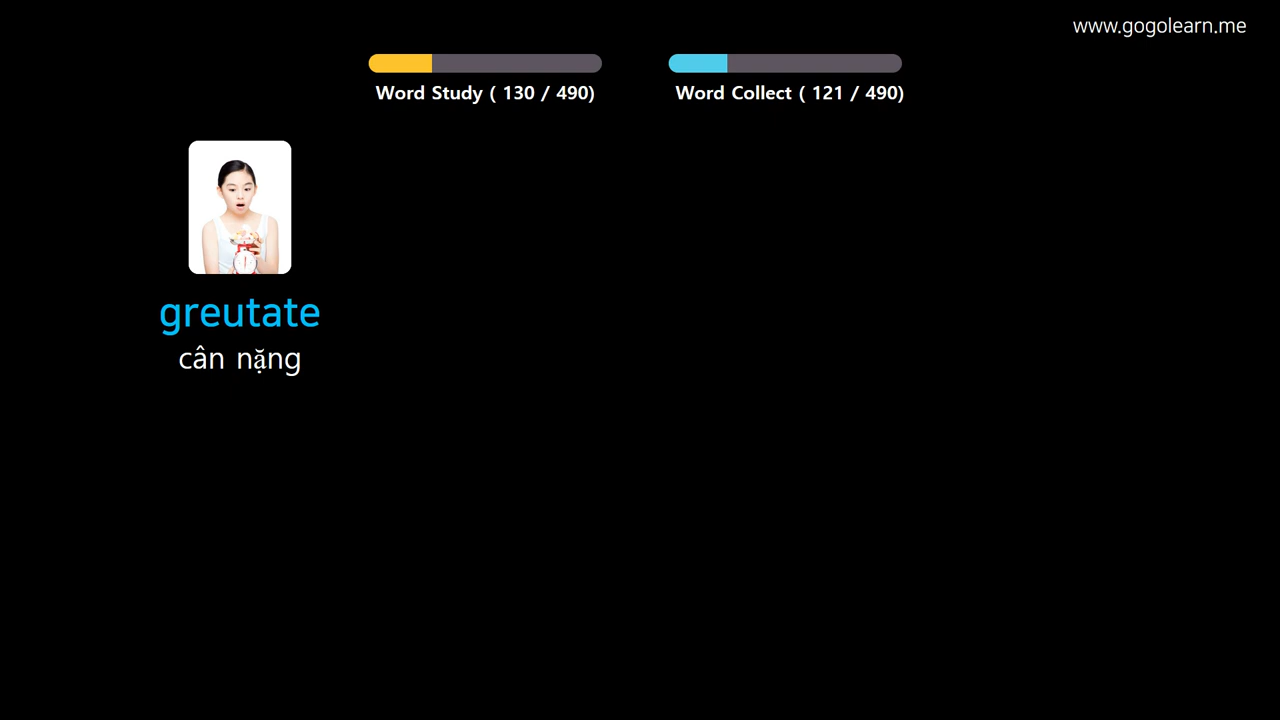 www.gogolearn.me
Word Study ( 130 / 490)
Word Collect ( 121 / 490)
greutate
cân nặng